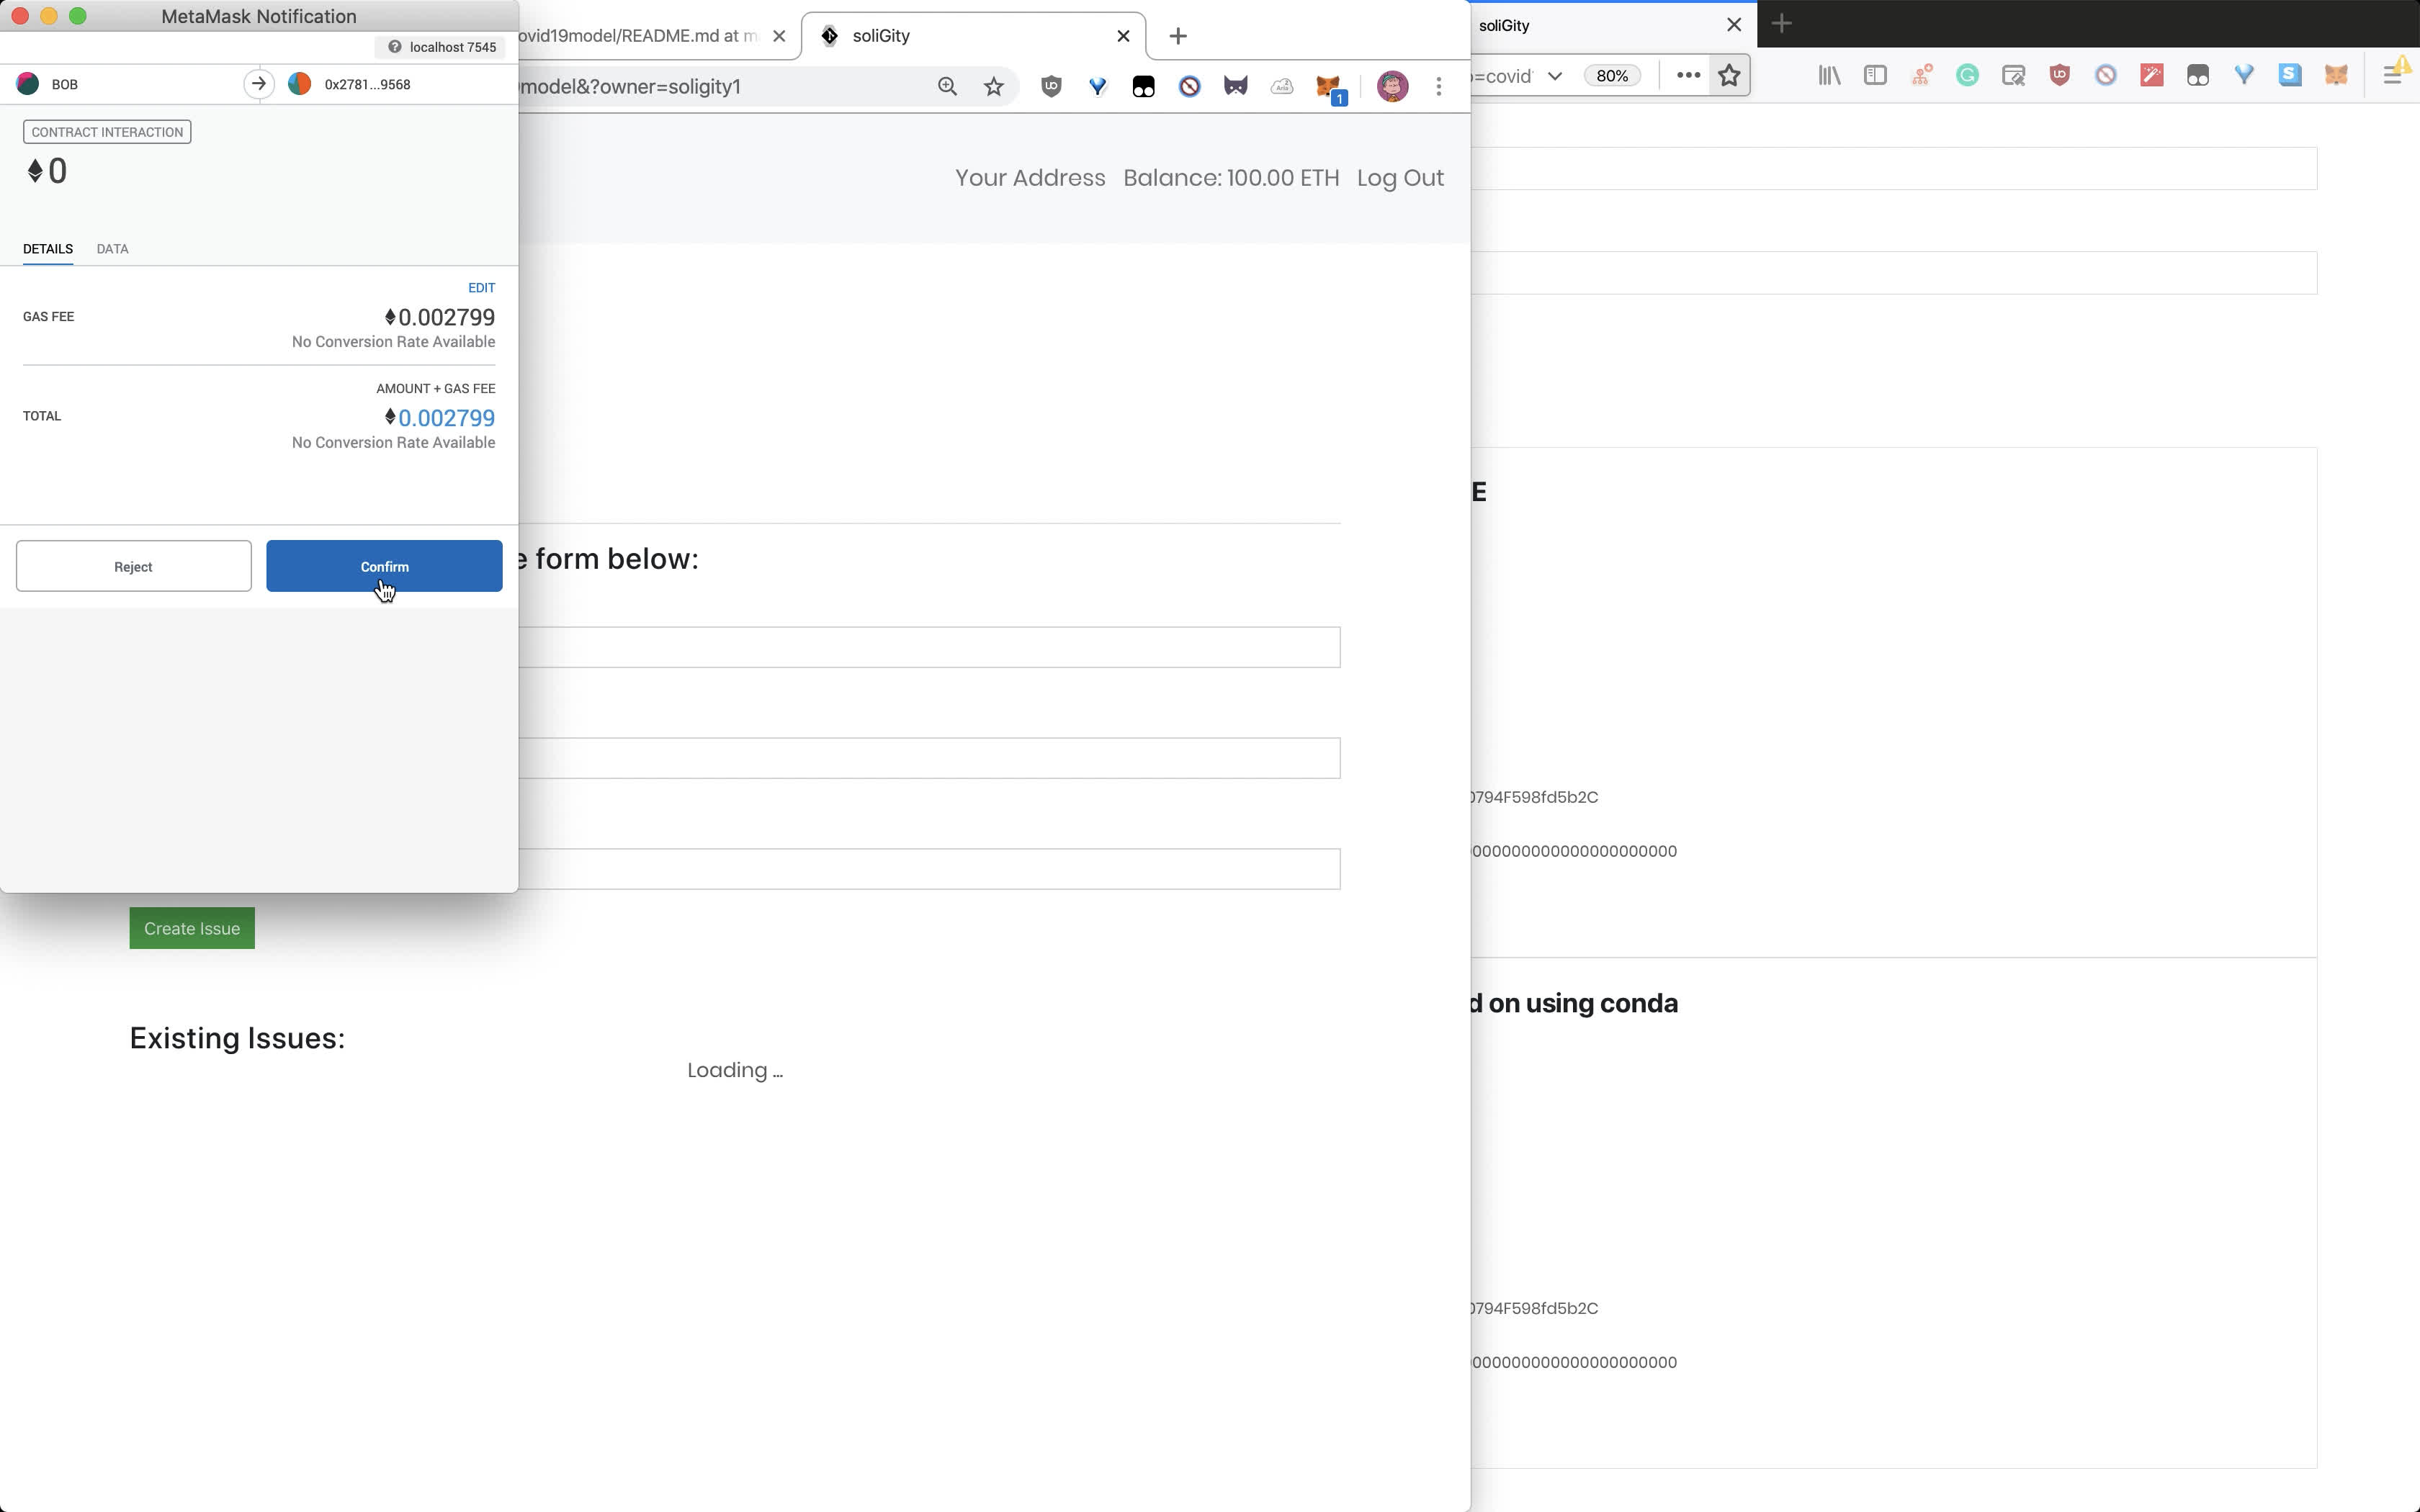 MetaMask Notification
localhost 7545
BOB
0x2781...9568
CONTRACT INTERACTION
0
DETAILS DATA
EDIT
GAS FEE
0.002799
No Conversion Rate Available
AMOUNT + GAS FEE
TOTAL
0.002799
No Conversion Rate Available
Reject
Confirm
ovid19model/README.md at m
soliGity
model&?owner=soligity1
1
Your Address Balance: 100.00 ETH Log Out
e form below:
Create Issue
Existing Issues:
Loading ...
soliGity
=covid
80%
E
0794F598fd5b2C
d on using conda
0794F598fd5b2C